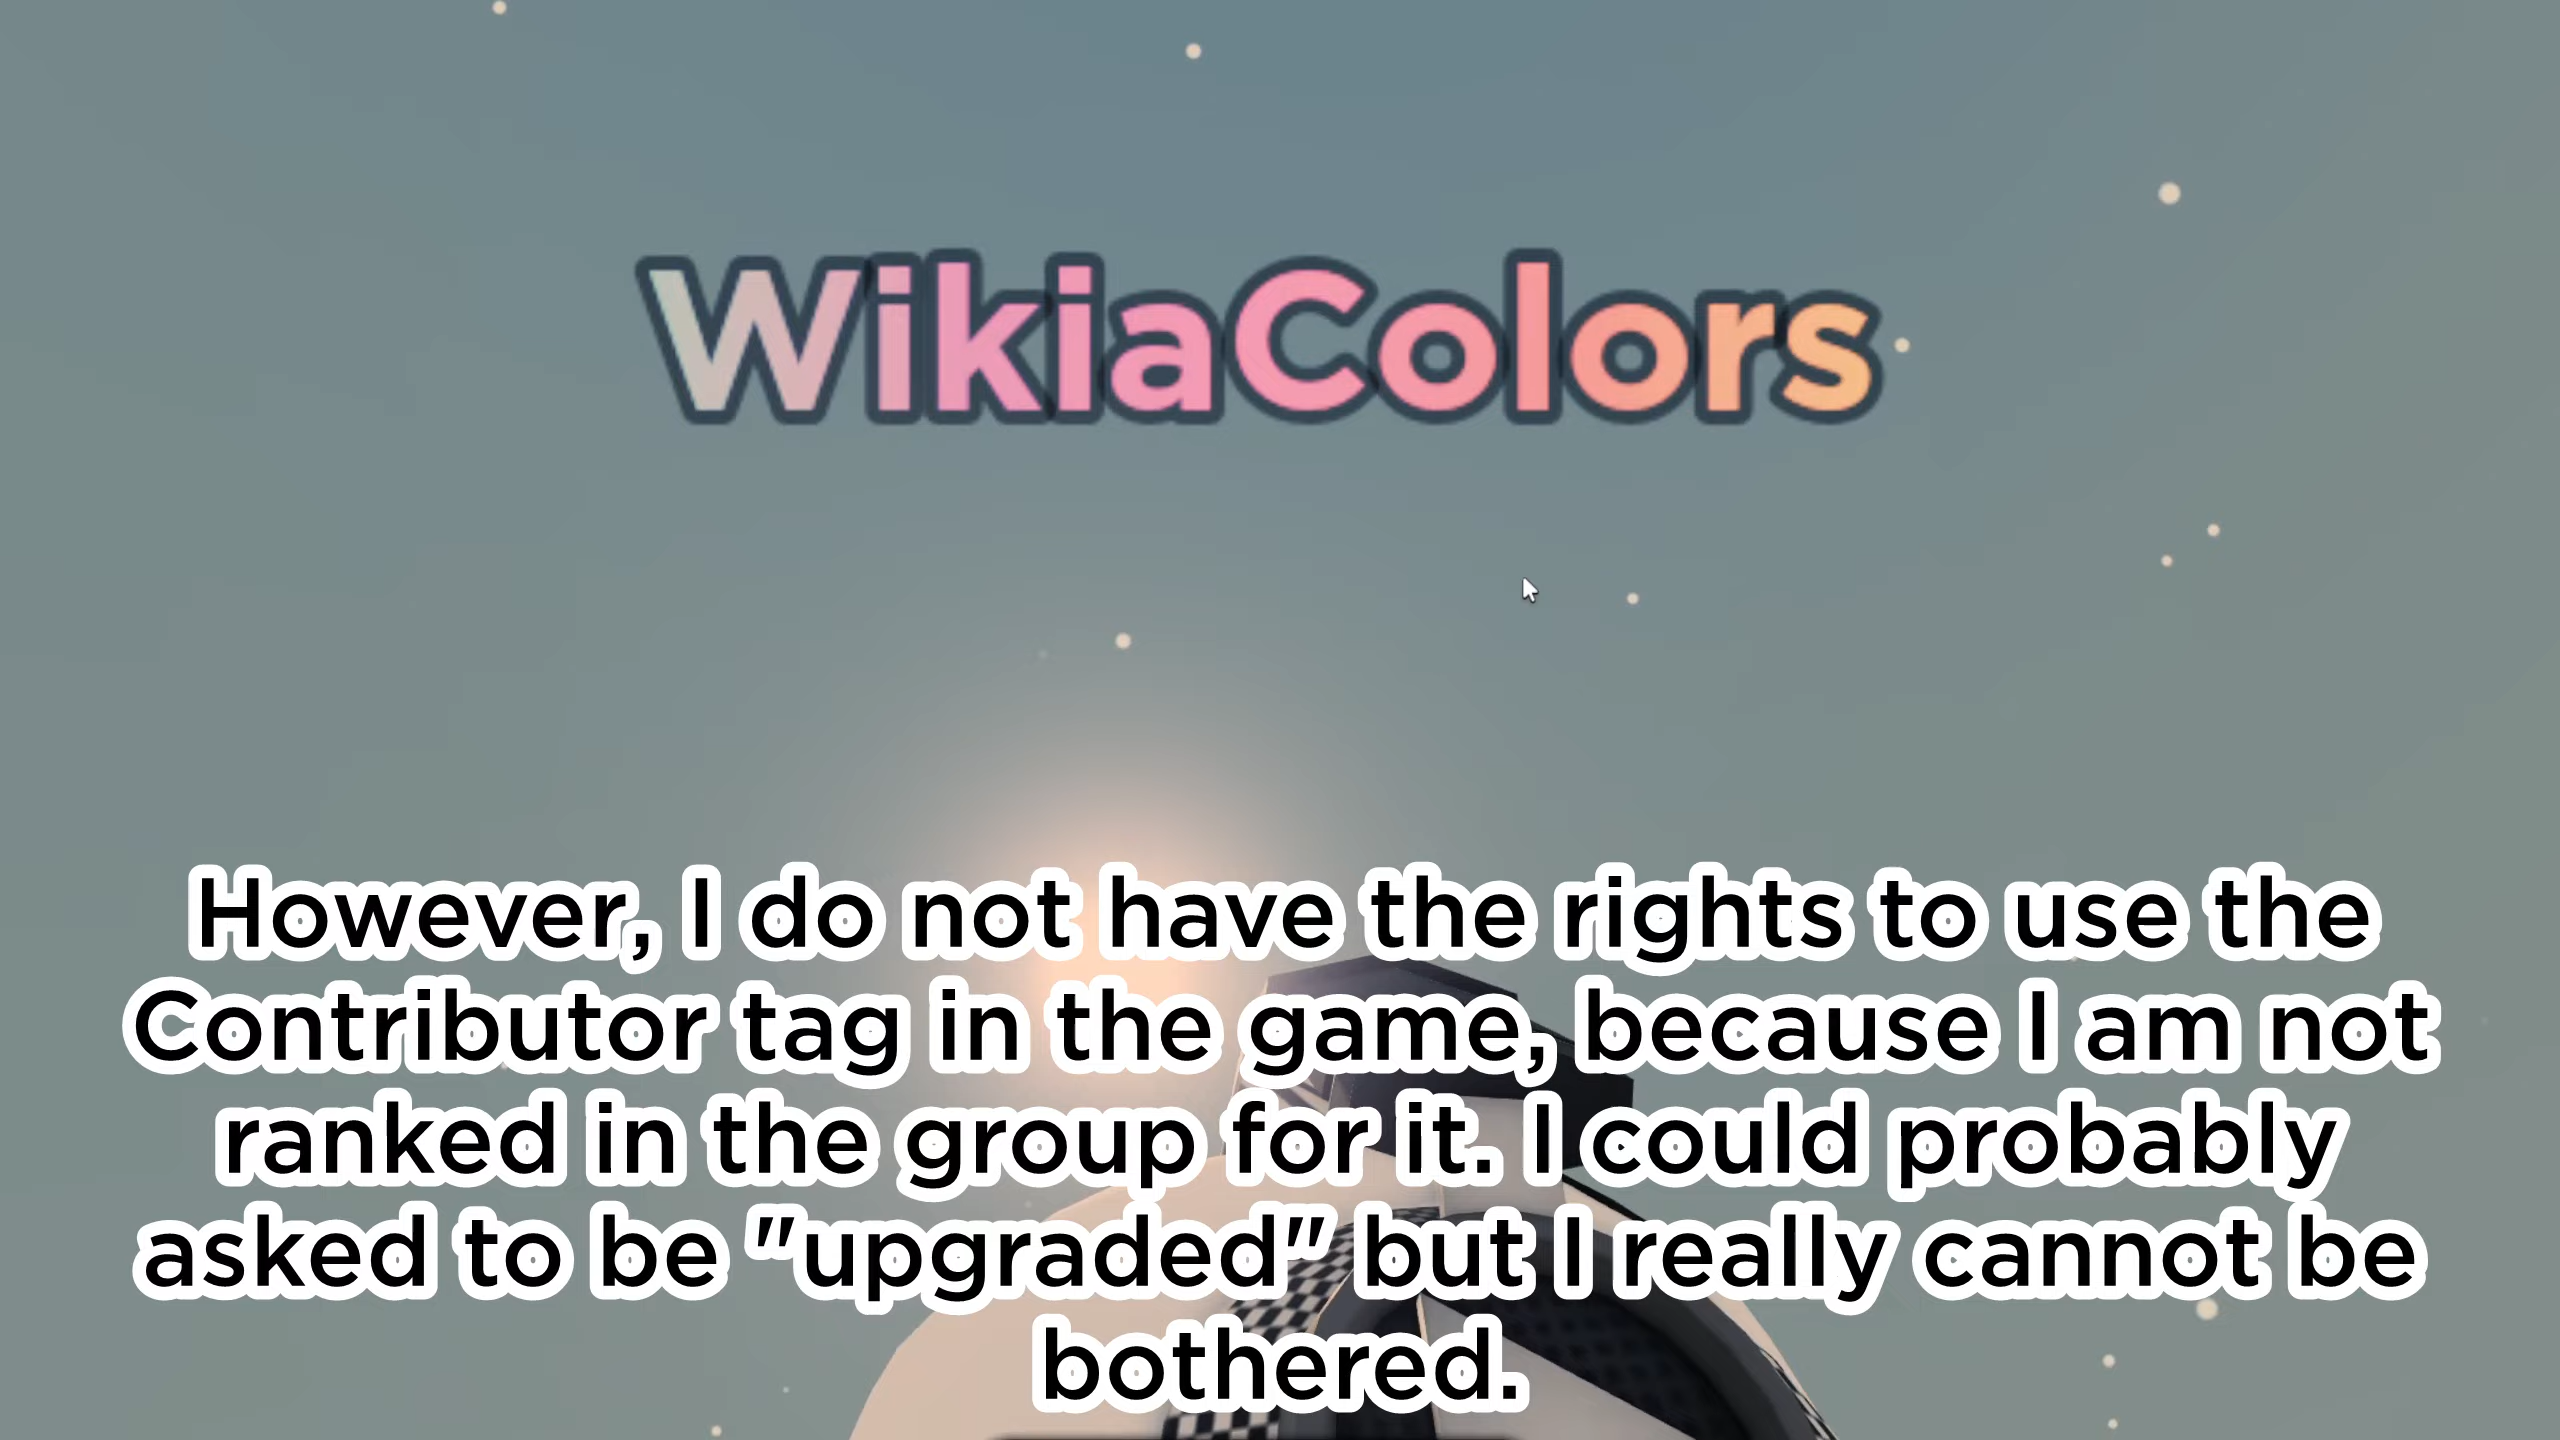 WikiaColors
However, I do not have the rights to use the
Contributor tag in the game, because I am not
ranked in the group for it. I could probably
asked to be "upgraded" but I really cannot be
bothered.